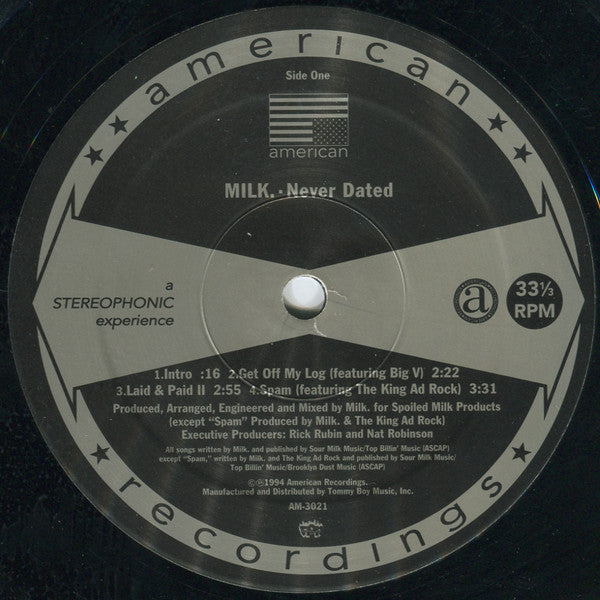 american
Side One
american
MILK. · Never Dated
a
STEREOPHONIC
experience
a
33⅓
RPM
1.Intro :16 2.Get Off My Log (featuring Big V) 2:22
3.Laid & Paid II 2:55 4.Spam (featuring The King Ad Rock) 3:31
Produced, Arranged, Engineered and Mixed by Milk. for Spoiled Milk Products
(except "Spam" Produced by Milk. & The King Ad Rock)
Executive Producers: Rick Rubin and Nat Robinson
All songs written by Milk. and published by Sour Milk Music/Top Billin' Music (ASCAP)
except "Spam," written by Milk. and The King Ad Rock and published by Sour Milk Music/
Top Billin' Music/Brooklyn Dust Music (ASCAP)
©℗1994 American Recordings.
Manufactured and Distributed by Tommy Boy Music, Inc.
AM-3021
recordings